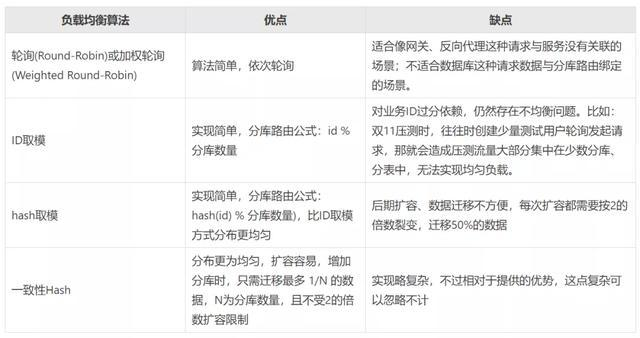 负载均衡算法
优点
缺点
轮询(Round-Robin)或加权轮询
(Weighted Round-Robin)
算法简单，依次轮询
适合像网关、反向代理这种请求与服务没有关联的
场景；不适合数据库这种请求数据与分库路由绑定
的场景。
ID取模
实现简单，分库路由公式：id %
分库数量
对业务ID过分依赖，仍然存在不均衡问题。比如：
双11压测时，往往时创建少量测试用户轮询发起请
求，那就会造成压测流量大部分集中在少数分库、
分表中，无法实现均匀负载。
hash取模
实现简单，分库路由公式：
hash(id) % 分库数量)，比ID取模
方式分布更均匀
后期扩容、数据迁移不方便，每次扩容都需要按2的
倍数裂变，迁移50%的数据
一致性Hash
分布更为均匀，扩容容易，增加
分库时，只需迁移最多 1/N 的数
据，N为分库数量，且不受2的倍
数扩容限制
实现略复杂，不过相对于提供的优势，这点复杂可
以忽略不计